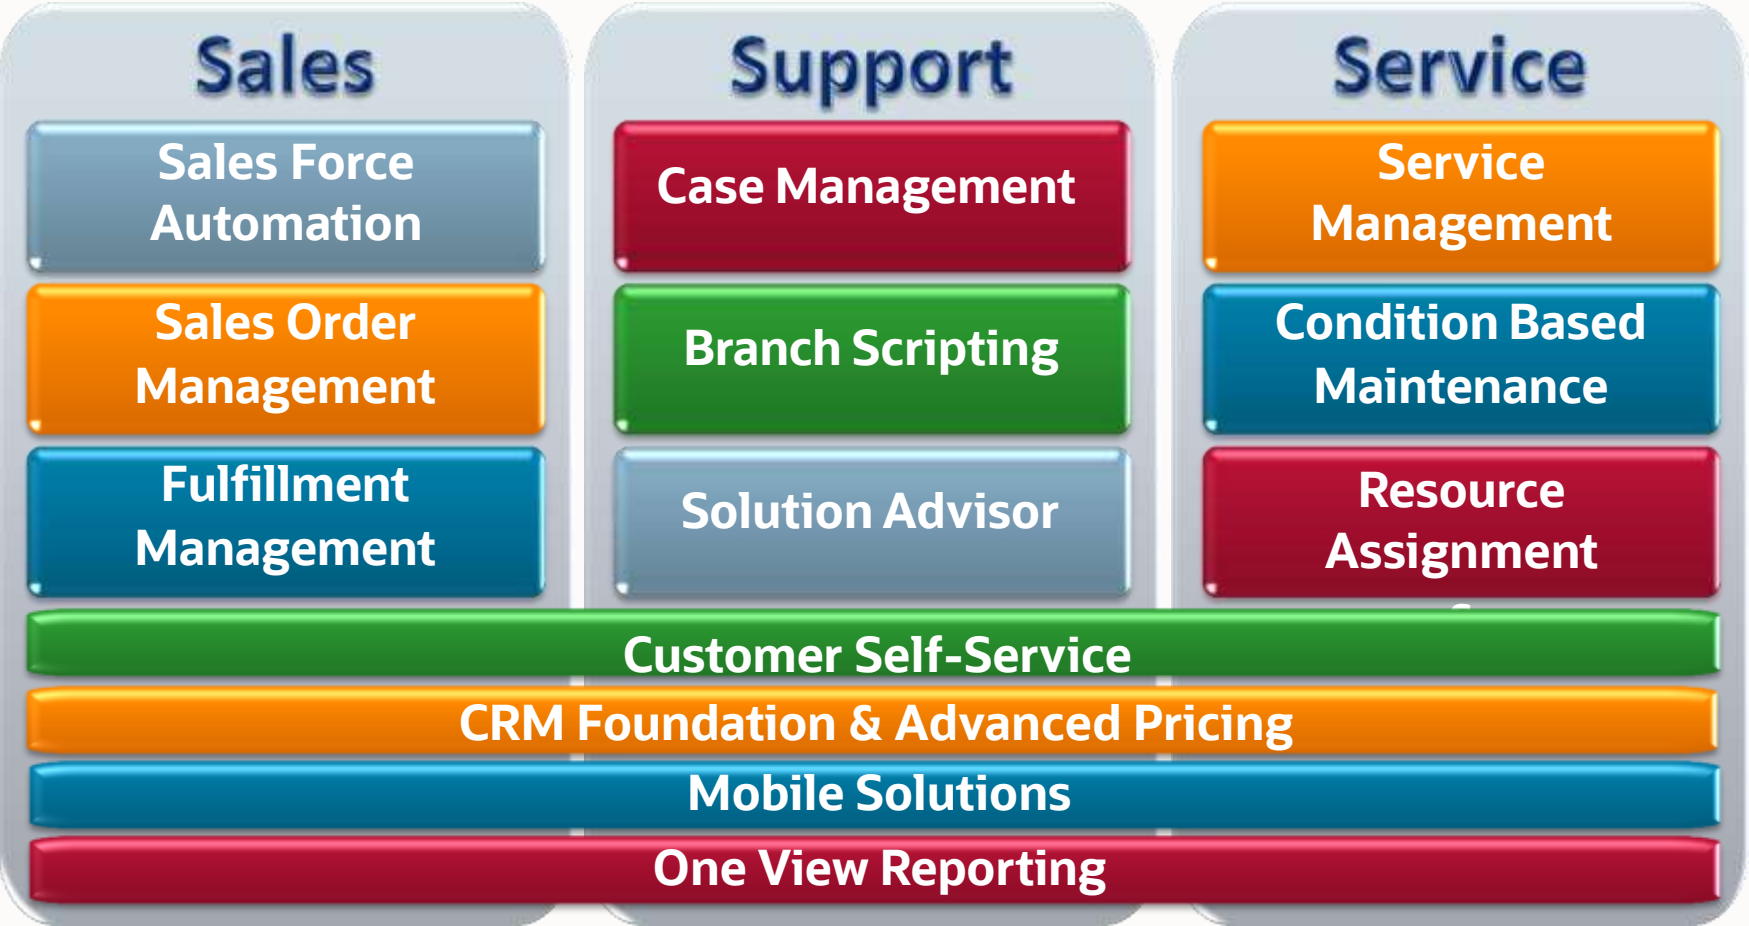 Sales
Sales Force
Automation
Sales Order
Management
Fulfillment
Management
Support
Case Management
Branch Scripting
Solution Advisor
Service
Service
Management
Condition Based
Maintenance
Resource
Assignment
Customer Self-Service
CRM Foundation & Advanced Pricing
Mobile Solutions
One View Reporting